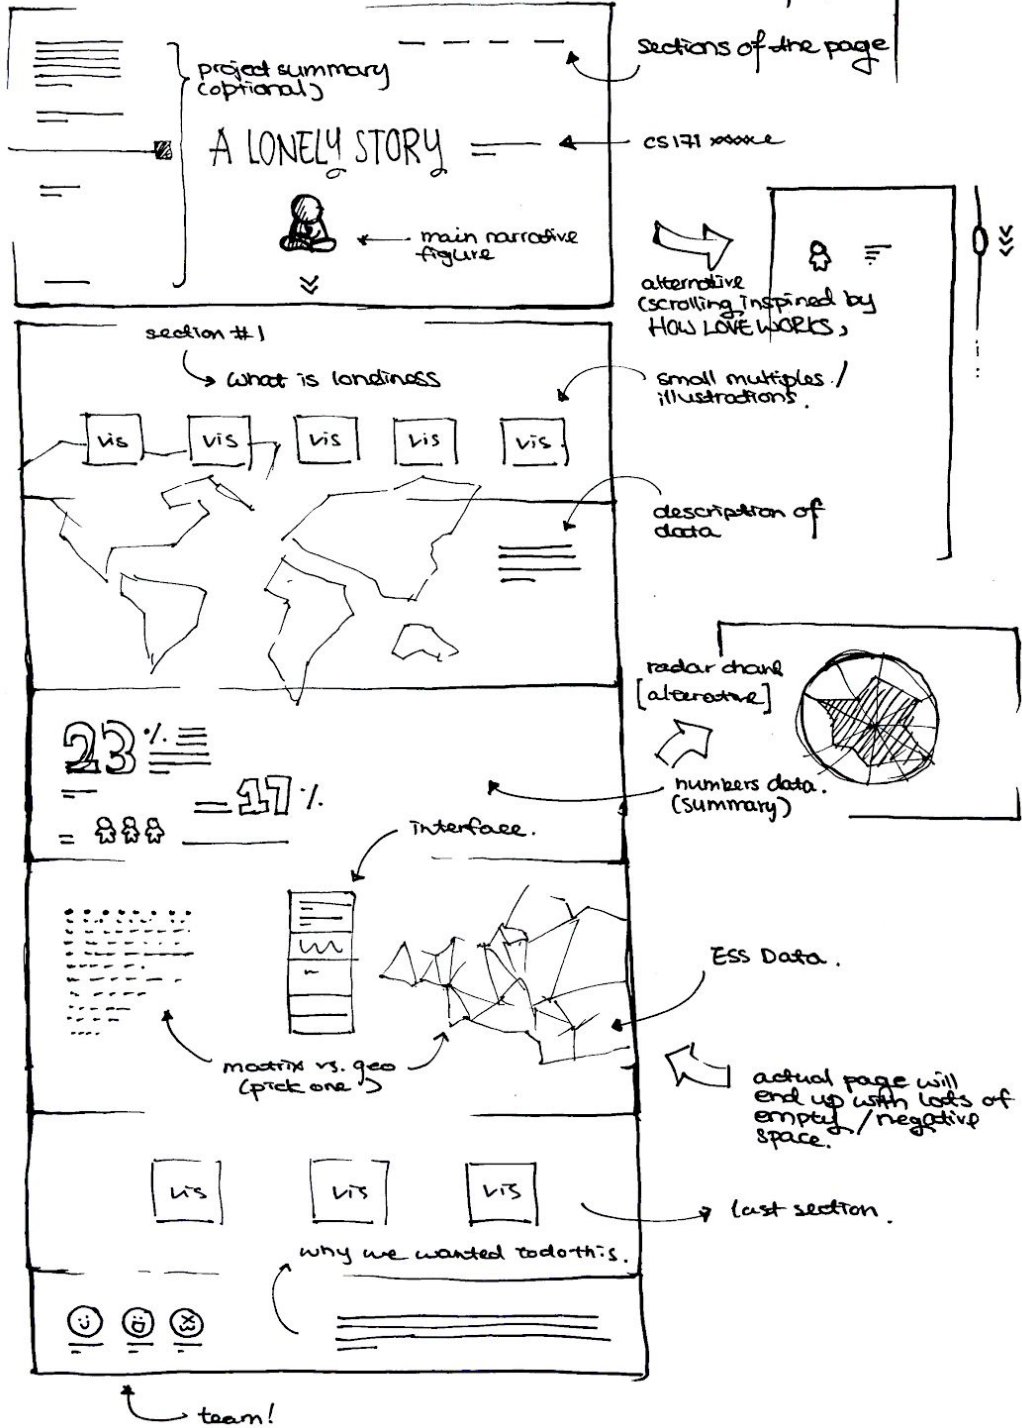 sections of the page
project summary
(optional)
A LONELY STORY
CS171
main narrative
figure
alternative
(scrolling inspired by
HOW LOVE WORKS)
section #1
What is loneliness
small multiples /
illustrations.
vis vis vis vis vis
description of
data
radar chart
[alternative]
23 %
17 %
numbers data.
(summary)
interface.
ESS Data.
matrix vs. geo
(pick one)
actual page will
end up with lots of
empty / negative
space.
vis vis vis
last section.
why we wanted to do this.
team!